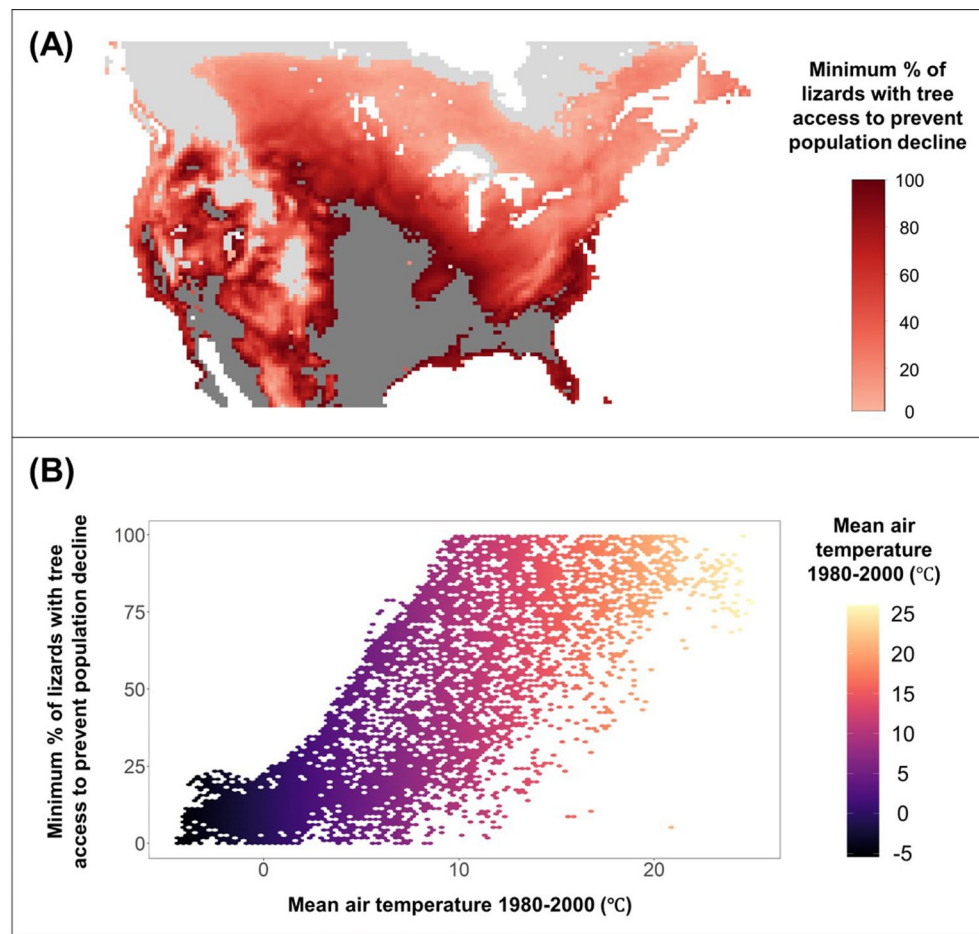 (A)
Minimum % of
lizards with tree
access to prevent
population decline
100
80
60
40
20
0
(B)
Minimum % of lizards with tree
access to prevent population decline
100
75
50
25
0
0
10
20
Mean air temperature 1980-2000 (℃)
Mean air
temperature
1980-2000 (℃)
25
20
15
10
5
0
-5